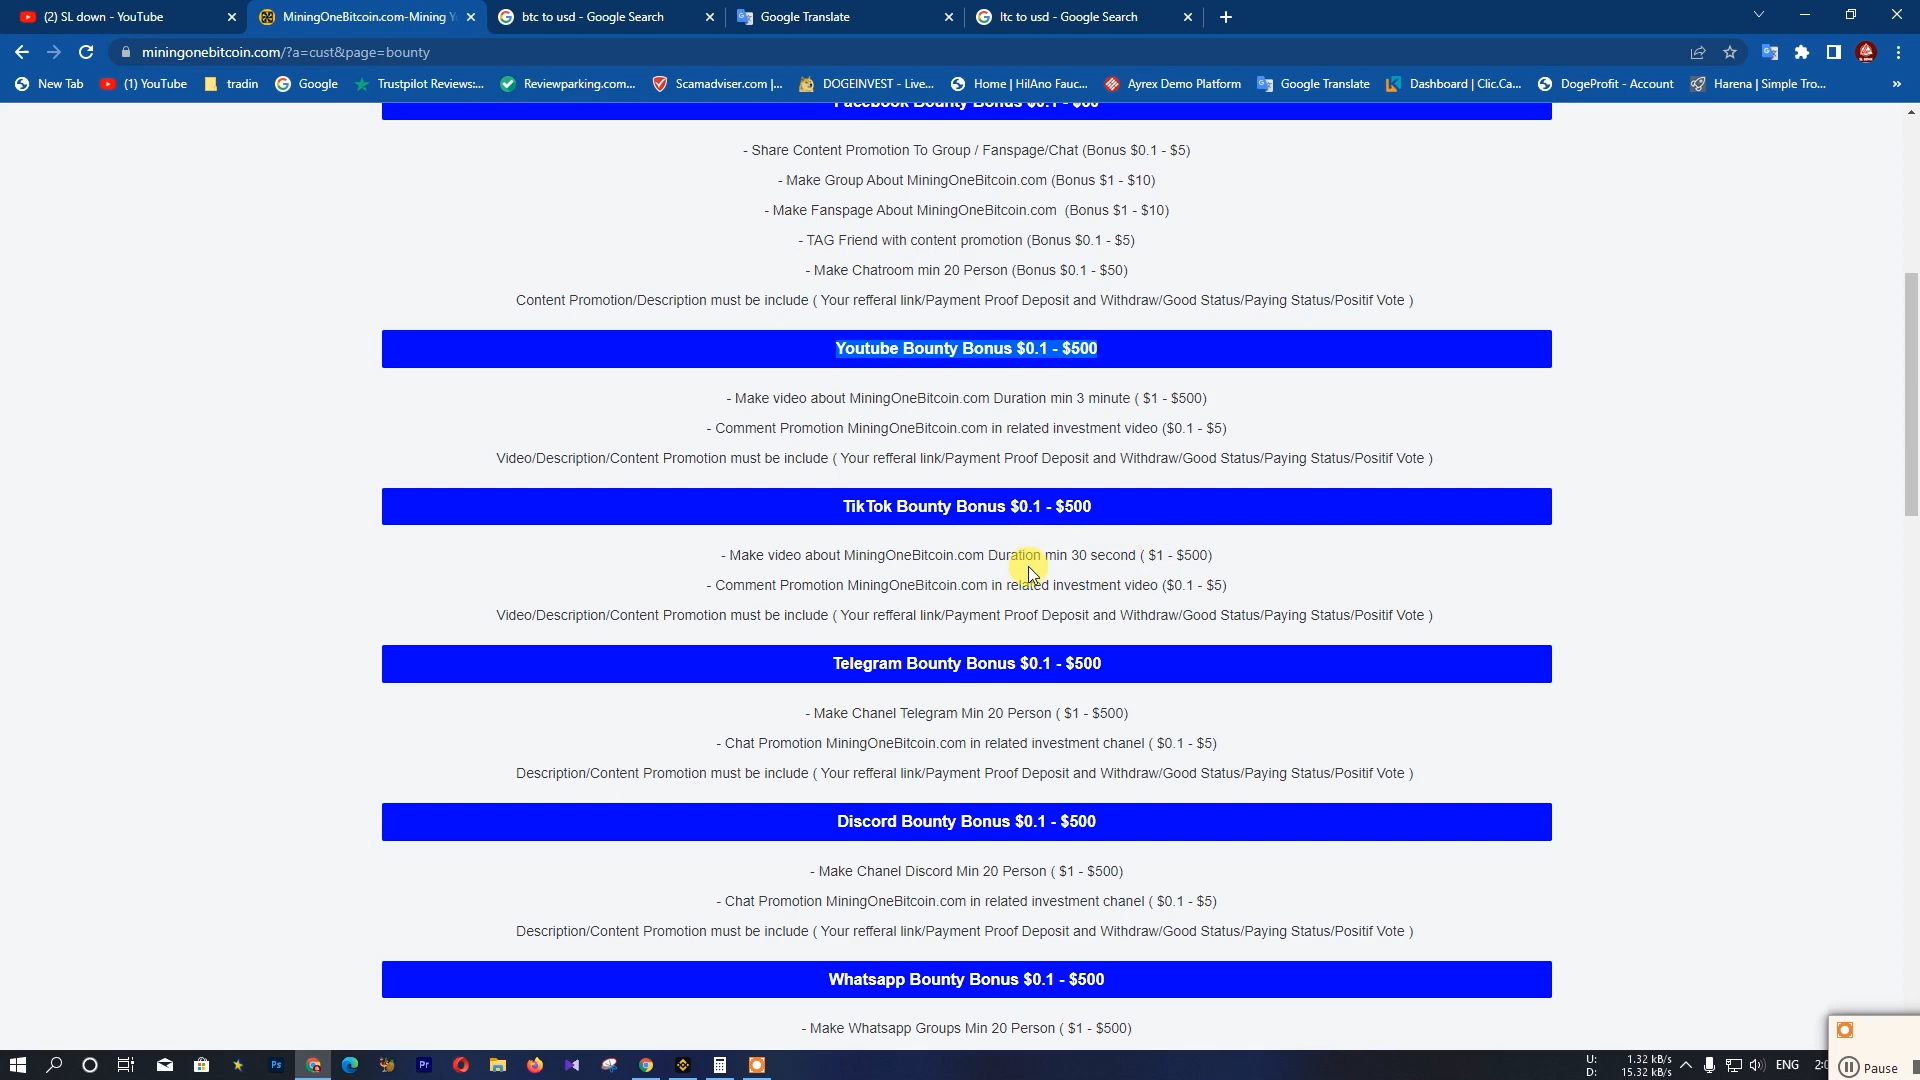 (2) SL down - YouTube
MiningOneBitcoin.com-Mining Y
btc to usd - Google Search
Google Translate
ltc to usd - Google Search
miningonebitcoin.com/?a=cust&page=bounty
New Tab
(1) YouTube
tradin
Google
Trustpilot Reviews:...
Reviewparking.com...
Scamadviser.com |...
DOGEINVEST - Live...
Home | HilAno Fauc...
Ayrex Demo Platform
Google Translate
Dashboard | Clic.Ca...
DogeProfit - Account
Harena | Simple Tro...
»
Facebook Bounty Bonus $0.1 - $60
- Share Content Promotion To Group / Fanspage/Chat (Bonus $0.1 - $5)
- Make Group About MiningOneBitcoin.com (Bonus $1 - $10)
- Make Fanspage About MiningOneBitcoin.com (Bonus $1 - $10)
- TAG Friend with content promotion (Bonus $0.1 - $5)
- Make Chatroom min 20 Person (Bonus $0.1 - $50)
Content Promotion/Description must be include ( Your refferal link/Payment Proof Deposit and Withdraw/Good Status/Paying Status/Positif Vote )
Youtube Bounty Bonus $0.1 - $500
- Make video about MiningOneBitcoin.com Duration min 3 minute ( $1 - $500)
- Comment Promotion MiningOneBitcoin.com in related investment video ($0.1 - $5)
Video/Description/Content Promotion must be include ( Your refferal link/Payment Proof Deposit and Withdraw/Good Status/Paying Status/Positif Vote )
TikTok Bounty Bonus $0.1 - $500
- Make video about MiningOneBitcoin.com Duration min 30 second ( $1 - $500)
- Comment Promotion MiningOneBitcoin.com in related investment video ($0.1 - $5)
Video/Description/Content Promotion must be include ( Your refferal link/Payment Proof Deposit and Withdraw/Good Status/Paying Status/Positif Vote )
Telegram Bounty Bonus $0.1 - $500
- Make Chanel Telegram Min 20 Person ( $1 - $500)
- Chat Promotion MiningOneBitcoin.com in related investment chanel ( $0.1 - $5)
Description/Content Promotion must be include ( Your refferal link/Payment Proof Deposit and Withdraw/Good Status/Paying Status/Positif Vote )
Discord Bounty Bonus $0.1 - $500
- Make Chanel Discord Min 20 Person ( $1 - $500)
- Chat Promotion MiningOneBitcoin.com in related investment chanel ( $0.1 - $5)
Description/Content Promotion must be include ( Your refferal link/Payment Proof Deposit and Withdraw/Good Status/Paying Status/Positif Vote )
Whatsapp Bounty Bonus $0.1 - $500
- Make Whatsapp Groups Min 20 Person ( $1 - $500)
Ps
Pr
U: 1.32 kB/s
D: 15.32 kB/s
ENG
2:0
Pause